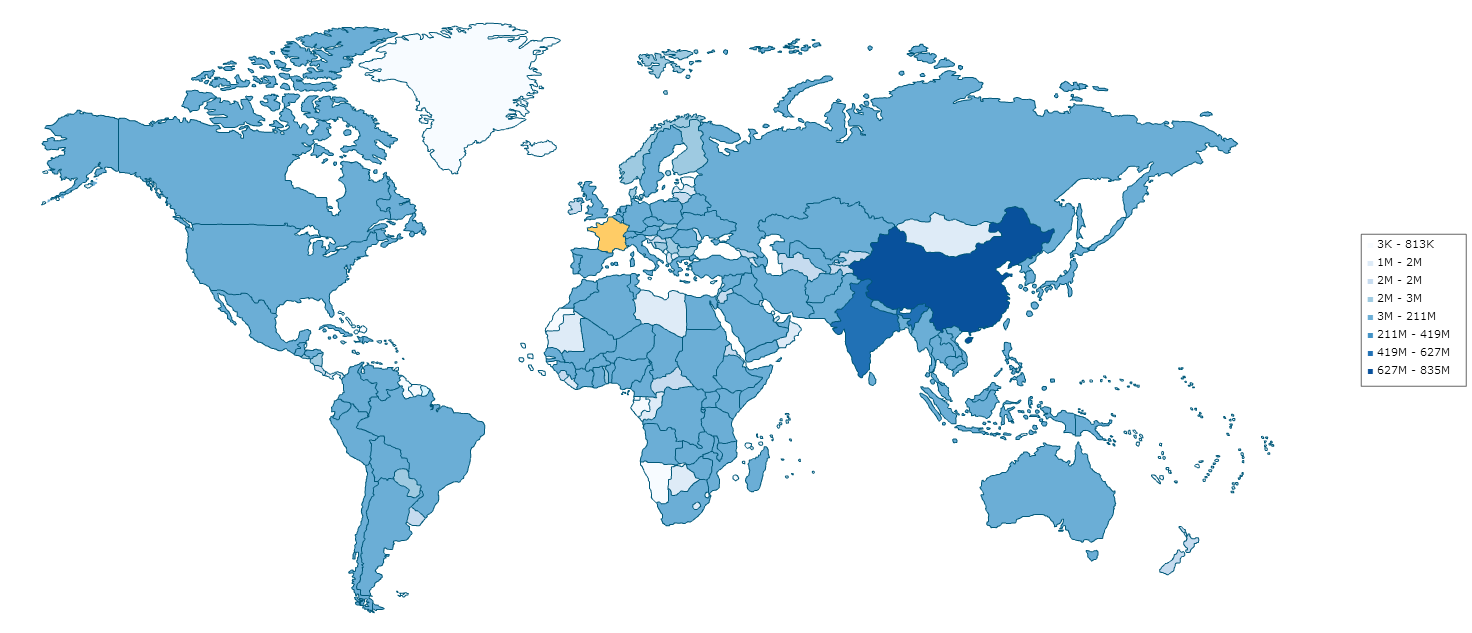 3K - 813K
1M - 2M
2M - 2M
2M - 3M
3M - 211M
211M - 419M
419M - 627M
627M - 835M